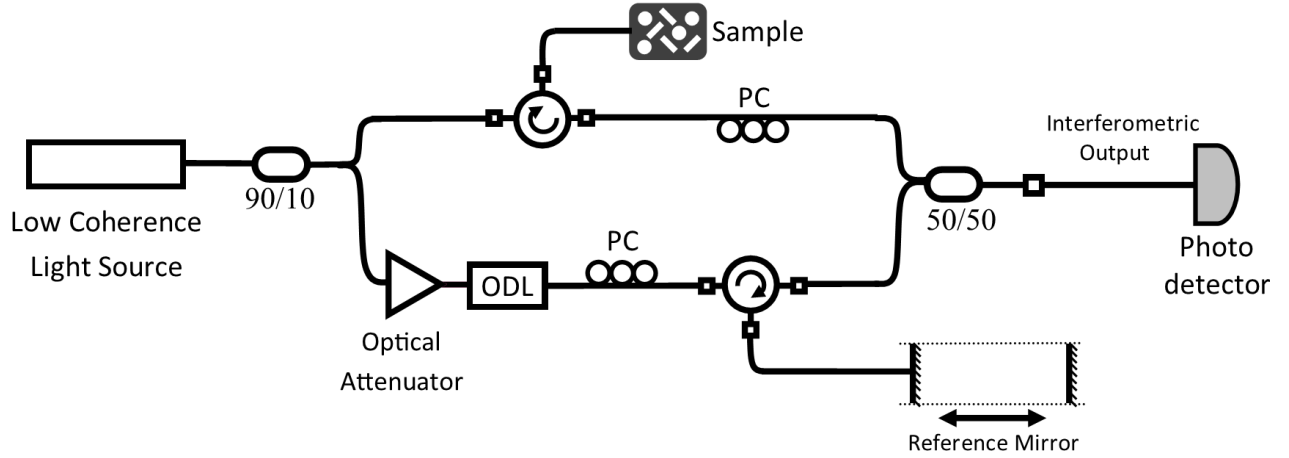 Sample
PC
Interferometric
Output
90/10
50/50
Low Coherence
Light Source
Photo
detector
PC
ODL
Optical
Attenuator
Reference Mirror